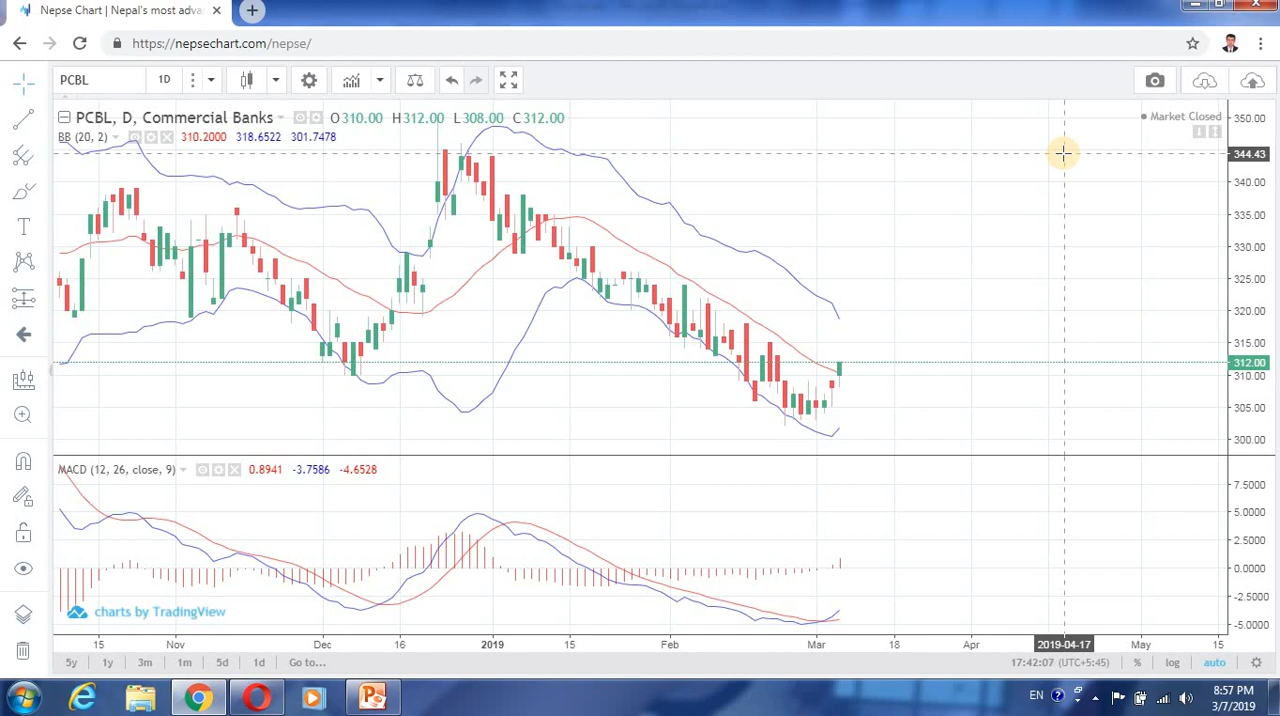 Nepse Chart | Nepal's most adva
https://nepsechart.com/nepse/
PCBL 1D
PCBL, D, Commercial Banks O310.00 H312.00 L308.00 C312.00
Market Closed
BB (20, 2) 310.2000 318.6522 301.7478
350.00
344.43
340.00
335.00
330.00
325.00
320.00
315.00
312.00
310.00
305.00
300.00
MACD (12, 26, close, 9) 0.8941 -3.7586 -4.6528
7.5000
5.0000
2.5000
0.0000
-2.5000
-5.0000
charts by TradingView
15 Nov Dec 16 2019 15 Feb Mar 18 Apr 2019-04-17 May 15
5y 1y 3m 1m 5d 1d Go to... 17:42:07 (UTC+5:45) % log auto
EN 8:57 PM
3/7/2019